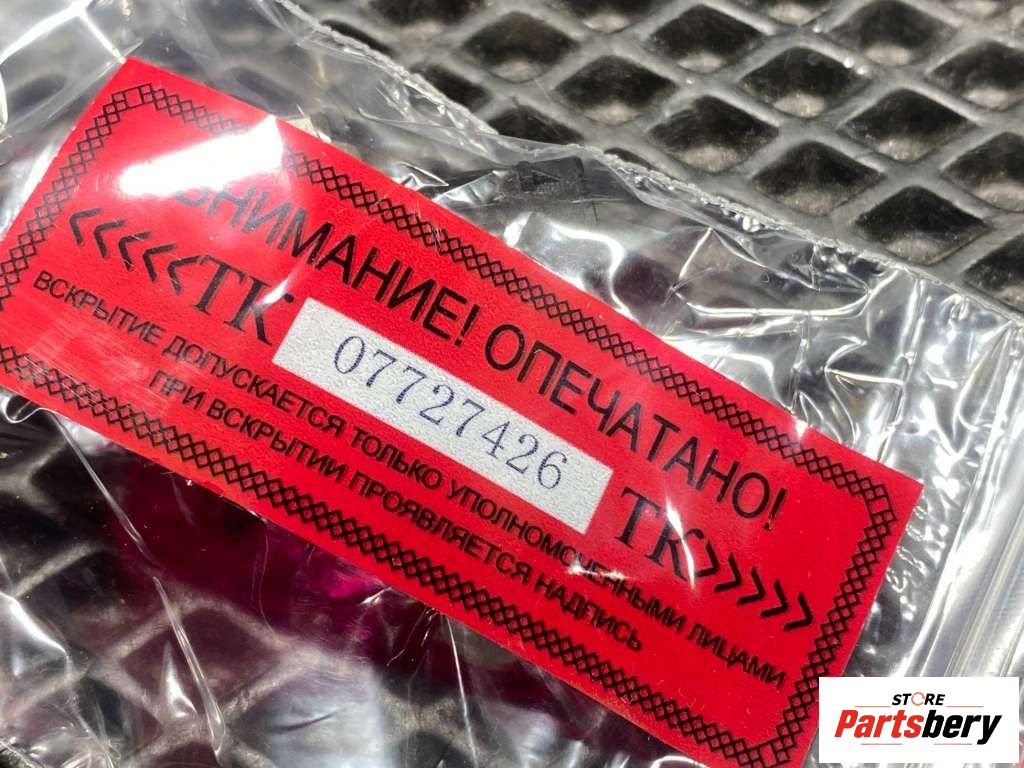 ВНИМАНИЕ! ОПЕЧАТАНО!
<<<<<ТК 07727426 ТК>>>>>
ВСКРЫТИЕ ДОПУСКАЕТСЯ ТОЛЬКО УПОЛНОМОЧЕННЫМИ ЛИЦАМИ
ПРИ ВСКРЫТИИ ПРОЯВЛЯЕТСЯ НАДПИСЬ
STORE
Partsbery